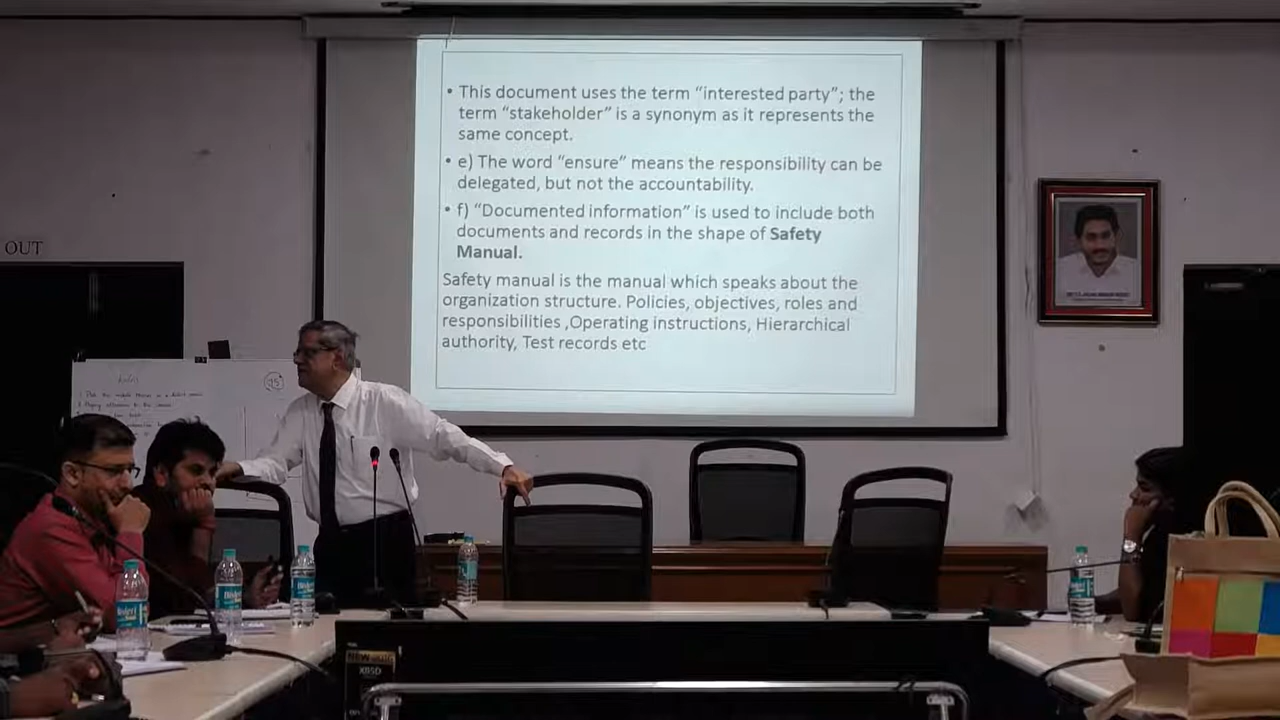 • This document uses the term “interested party”; the
term “stakeholder” is a synonym as it represents the
same concept.
• e) The word “ensure” means the responsibility can be
delegated, but not the accountability.
• f) “Documented information” is used to include both
documents and records in the shape of Safety
Manual.
Safety manual is the manual which speaks about the
organization structure. Policies, objectives, roles and
responsibilities ,Operating instructions, Hierarchical
authority, Test records etc
OUT